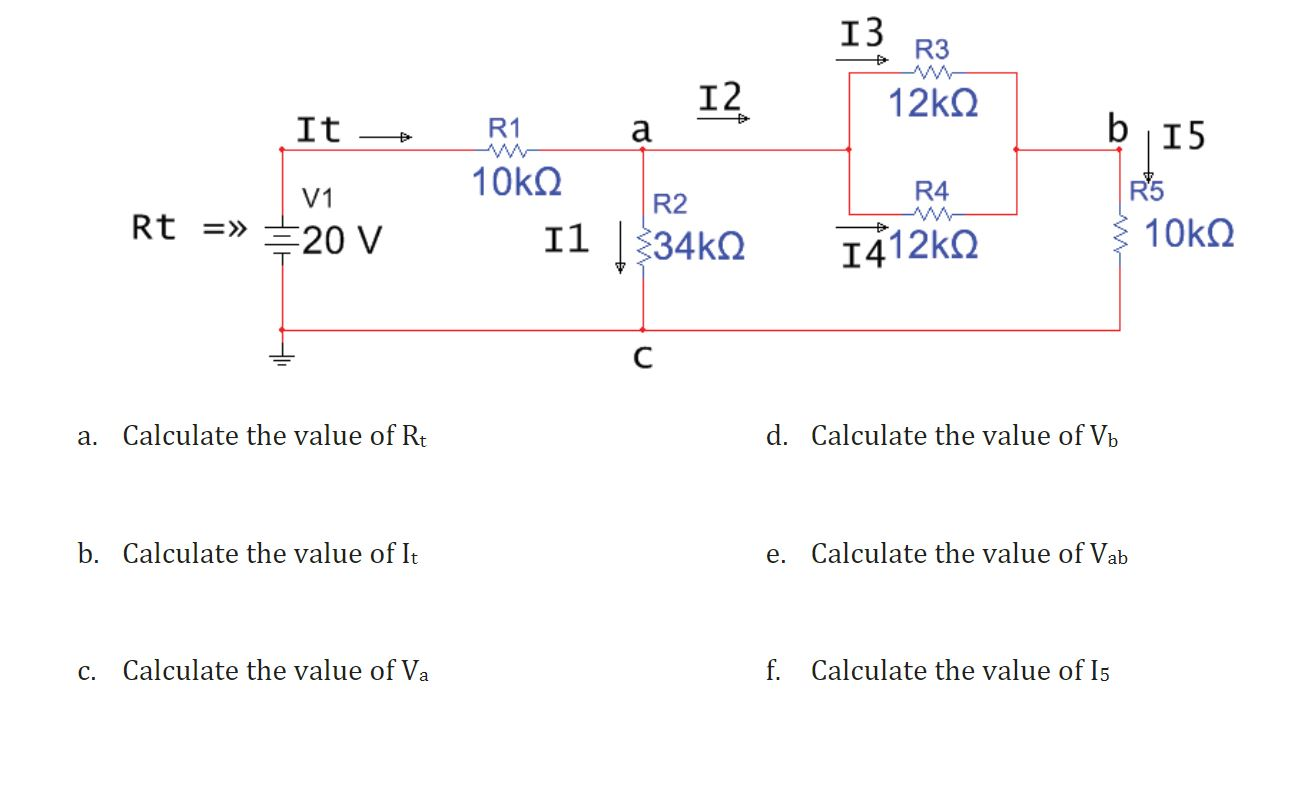 I3
R3
12kΩ
I2
It
R1
10kΩ
a
b
I5
V1
20 V
Rt =»
R2
34kΩ
I1
R4
12kΩ
I4
R5
10kΩ
c
a. Calculate the value of Rt
d. Calculate the value of Vb
b. Calculate the value of It
e. Calculate the value of Vab
c. Calculate the value of Va
f. Calculate the value of I5